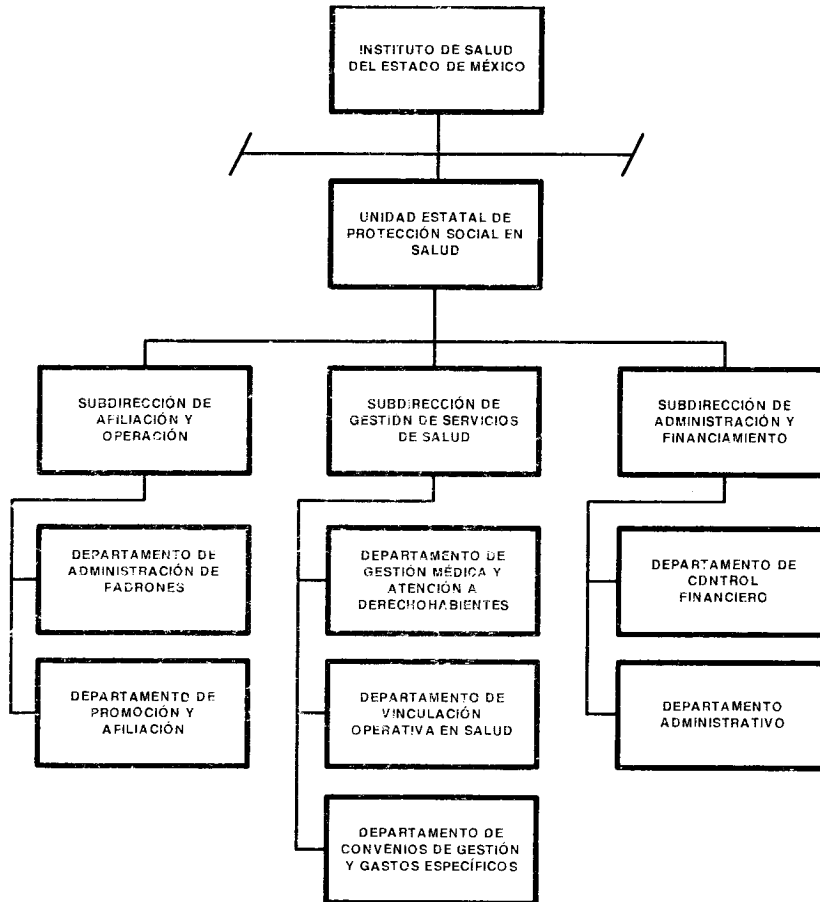 INSTITUTO DE SALUD
DEL ESTADO DE MÉXICO
UNIDAD ESTATAL DE
PROTECCIÓN SOCIAL EN
SALUD
SUBDIRECCIÓN DE
AFILIACIÓN Y
OPERACIÓN
SUBDIRECCIÓN DE
GESTIÓN DE SERVICIOS
DE SALUD
SUBDIRECCIÓN DE
ADMINISTRACIÓN Y
FINANCIAMIENTO
DEPARTAMENTO DE
ADMINISTRACIÓN DE
PADRONES
DEPARTAMENTO DE
GESTIÓN MÉDICA Y
ATENCIÓN A
DERECHOHABIENTES
DEPARTAMENTO DE
CONTROL
FINANCIERO
DEPARTAMENTO DE
PROMOCIÓN Y
AFILIACIÓN
DEPARTAMENTO DE
VINCULACIÓN
OPERATIVA EN SALUD
DEPARTAMENTO
ADMINISTRATIVO
DEPARTAMENTO DE
CONVENIOS DE GESTIÓN
Y GASTOS ESPECÍFICOS